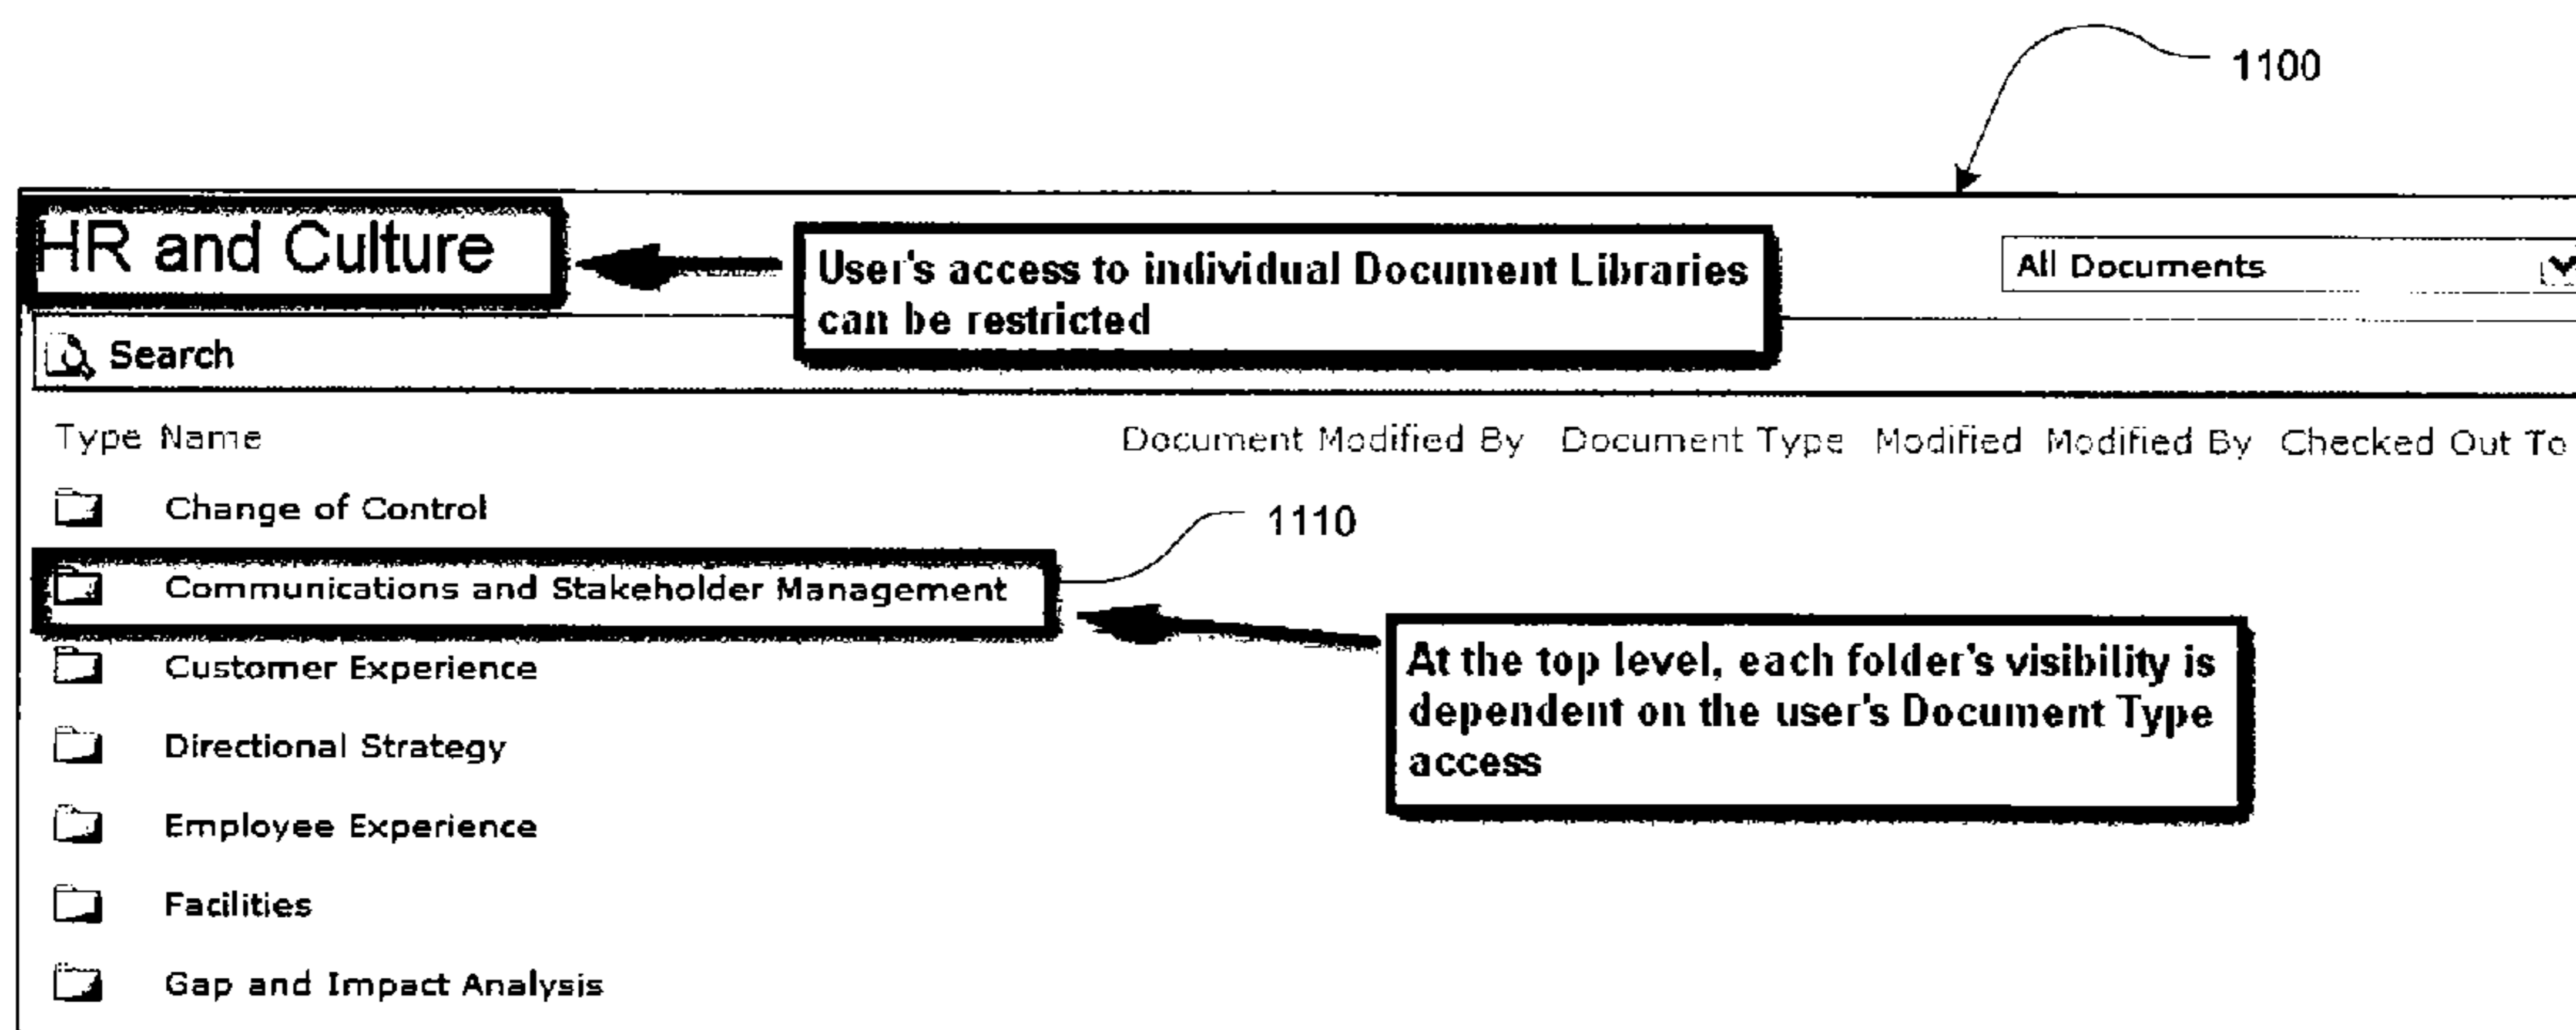 1100
HR and Culture
User's access to individual Document Libraries
can be restricted
All Documents
Search
Type Name Document Modified By Document Type Modified Modified By Checked Out To
Change of Control
1110
Communications and Stakeholder Management
Customer Experience
At the top level, each folder's visibility is
dependent on the user's Document Type
access
Directional Strategy
Employee Experience
Facilities
Gap and Impact Analysis